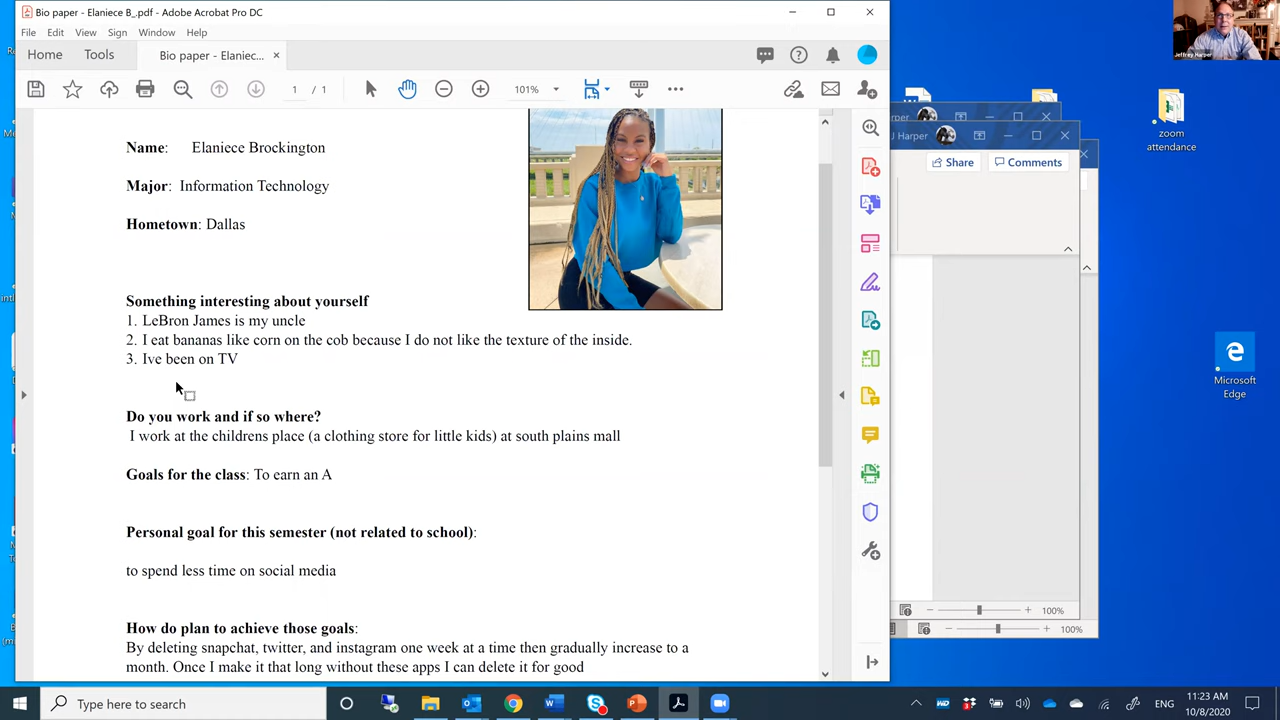 Bio paper - Elaniece B_.pdf - Adobe Acrobat Pro DC
Jeffrey Harper
File Edit View Sign Window Help
Home Tools Bio paper - Elaniec... ×
1 / 1 101%
Harper
J Harper
Share Comments
zoom
attendance
Name: Elaniece Brockington
Major: Information Technology
Hometown: Dallas
Something interesting about yourself
1. LeBron James is my uncle
2. I eat bananas like corn on the cob because I do not like the texture of the inside.
3. Ive been on TV
Microsoft
Edge
Do you work and if so where?
I work at the childrens place (a clothing store for little kids) at south plains mall
Goals for the class: To earn an A
Personal goal for this semester (not related to school):
to spend less time on social media
How do plan to achieve those goals:
By deleting snapchat, twitter, and instagram one week at a time then gradually increase to a
month. Once I make it that long without these apps I can delete it for good
100%
100%
Type here to search
11:23 AM
10/8/2020